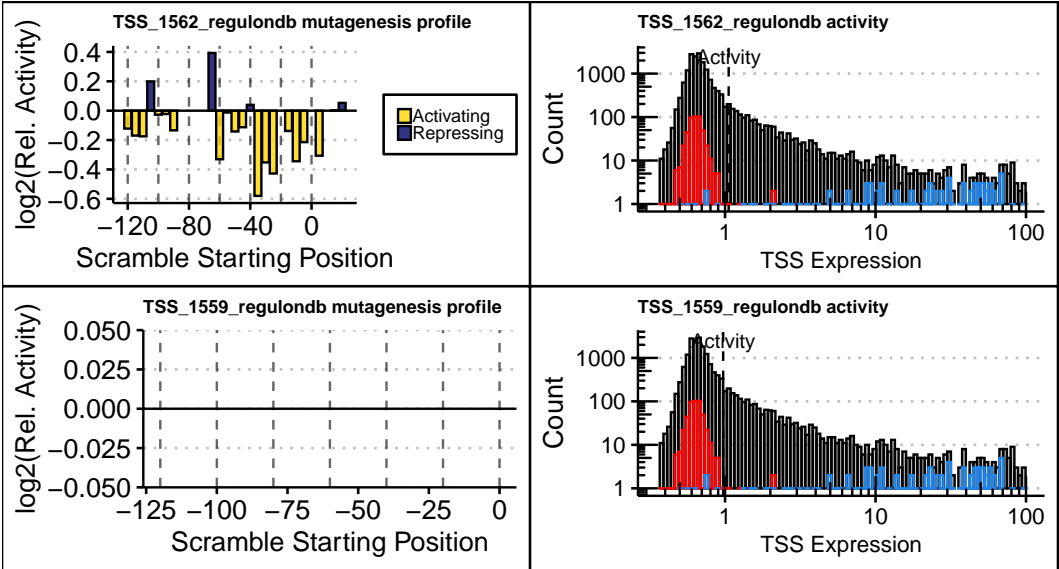 TSS_1562_regulondb mutagenesis profile
log2(Rel. Activity)
0.4
0.2
0.0
−0.2
−0.4
−0.6
−120 −80 −40 0
Scramble Starting Position
Activating
Repressing
TSS_1562_regulondb activity
Activity
Count
1000
100
10
1
1 10 100
TSS Expression
TSS_1559_regulondb mutagenesis profile
log2(Rel. Activity)
0.050
0.025
0.000
−0.025
−0.050
−125 −100 −75 −50 −25 0
Scramble Starting Position
TSS_1559_regulondb activity
Activity
Count
1000
100
10
1
1 10 100
TSS Expression